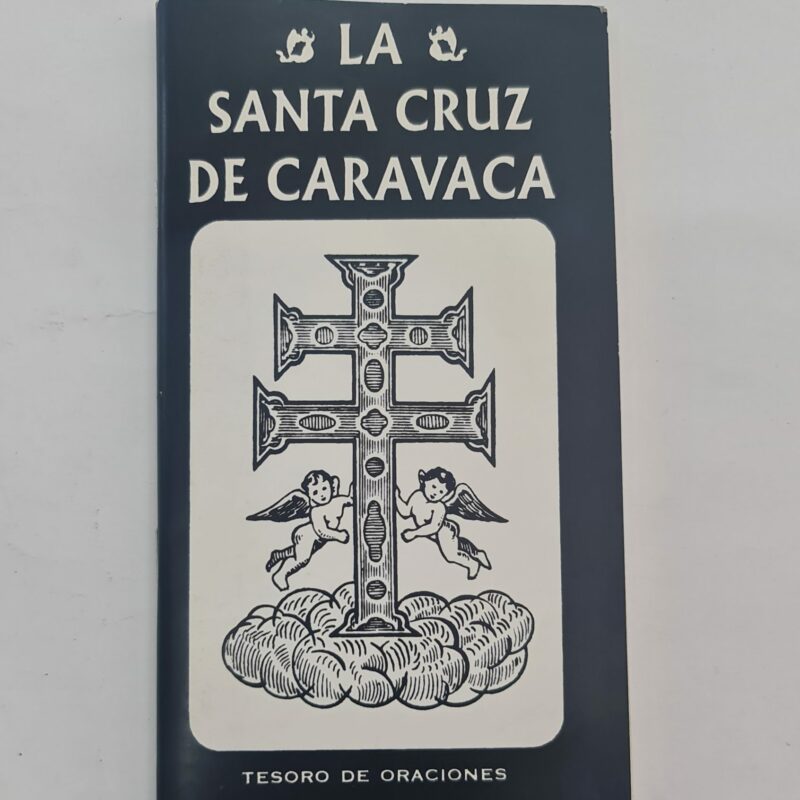 LA
SANTA CRUZ
DE CARAVACA
TESORO DE ORACIONES